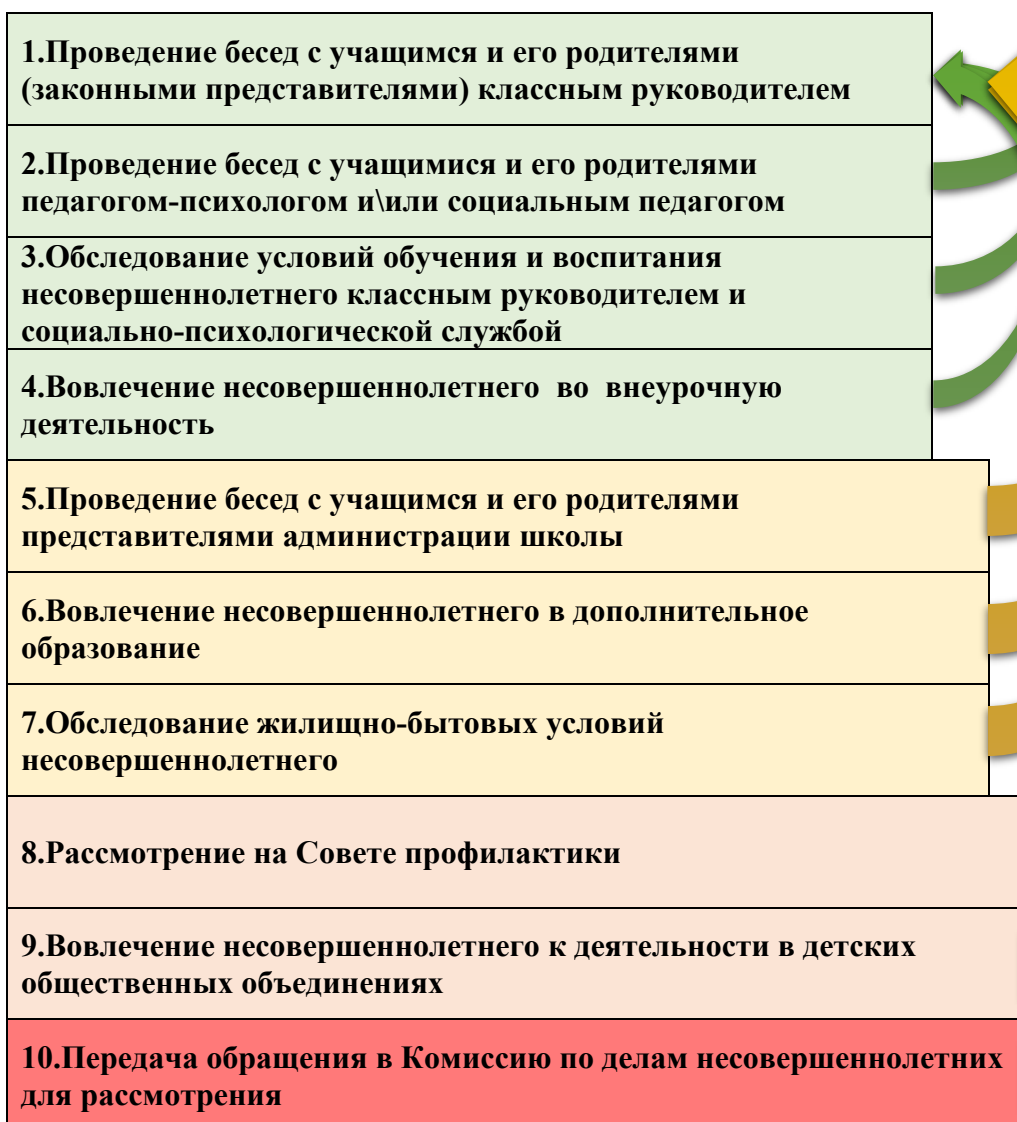 1.Проведение бесед с учащимся и его родителями
(законными представителями) классным руководителем
2.Проведение бесед с учащимися и его родителями
педагогом-психологом и\или социальным педагогом
3.Обследование условий обучения и воспитания
несовершеннолетнего классным руководителем и
социально-психологической службой
4.Вовлечение несовершеннолетнего во внеурочную
деятельность
5.Проведение бесед с учащимся и его родителями
представителями администрации школы
6.Вовлечение несовершеннолетнего в дополнительное
образование
7.Обследование жилищно-бытовых условий
несовершеннолетнего
8.Рассмотрение на Совете профилактики
9.Вовлечение несовершеннолетнего к деятельности в детских
общественных объединениях
10.Передача обращения в Комиссию по делам несовершеннолетних
для рассмотрения